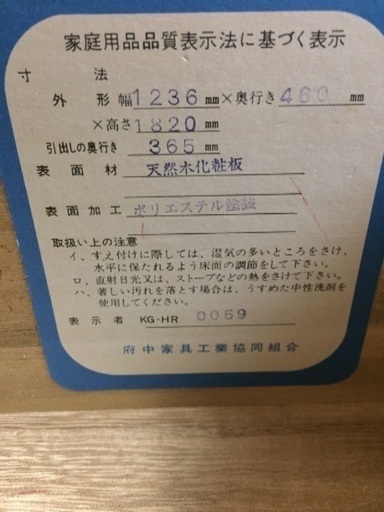 家庭用品品質表示法に基づく表示
寸法
外形 幅1236mm×奥行き460mm
×高さ1820mm
引出しの奥行き 365mm
表面材 天然木化粧板
表面加工 ポリエステル塗装
取扱い上の注意
イ、すえ付けに際しては、湿気の多いところをさけ、
水平に保たれるよう床面の調節をして下さい。
ロ、直射日光又は、ストーブなどの熱をさけて下さい。
ハ、著しい汚れを落とす場合は、うすめた中性洗剤を
使用してください。
表示者 KG-HR 0059
府中家具工業協同組合